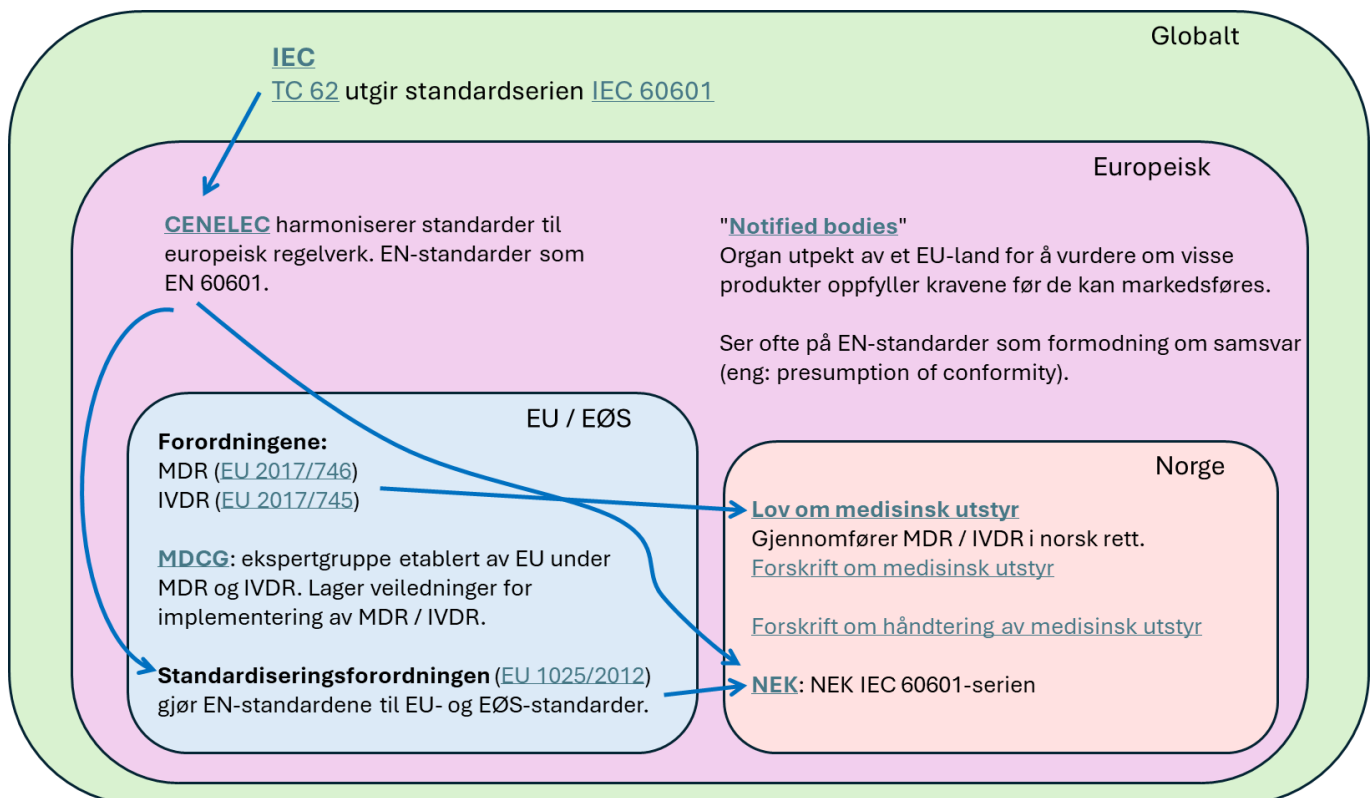 Globalt
IEC
TC 62 utgir standardserien IEC 60601
Europeisk
CENELEC harmoniserer standarder til
europeisk regelverk. EN-standarder som
EN 60601.
"Notified bodies"
Organ utpekt av et EU-land for å vurdere om visse
produkter oppfyller kravene før de kan markedsføres.
Ser ofte på EN-standarder som formodning om samsvar
(eng: presumption of conformity).
EU / EØS
Forordningene:
MDR (EU 2017/746)
IVDR (EU 2017/745)
MDCG: ekspertgruppe etablert av EU under
MDR og IVDR. Lager veiledninger for
implementering av MDR / IVDR.
Standardiseringsforordningen (EU 1025/2012)
gjør EN-standardene til EU- og EØS-standarder.
Norge
Lov om medisinsk utstyr
Gjennomfører MDR / IVDR i norsk rett.
Forskrift om medisinsk utstyr
Forskrift om håndtering av medisinsk utstyr
NEK: NEK IEC 60601-serien